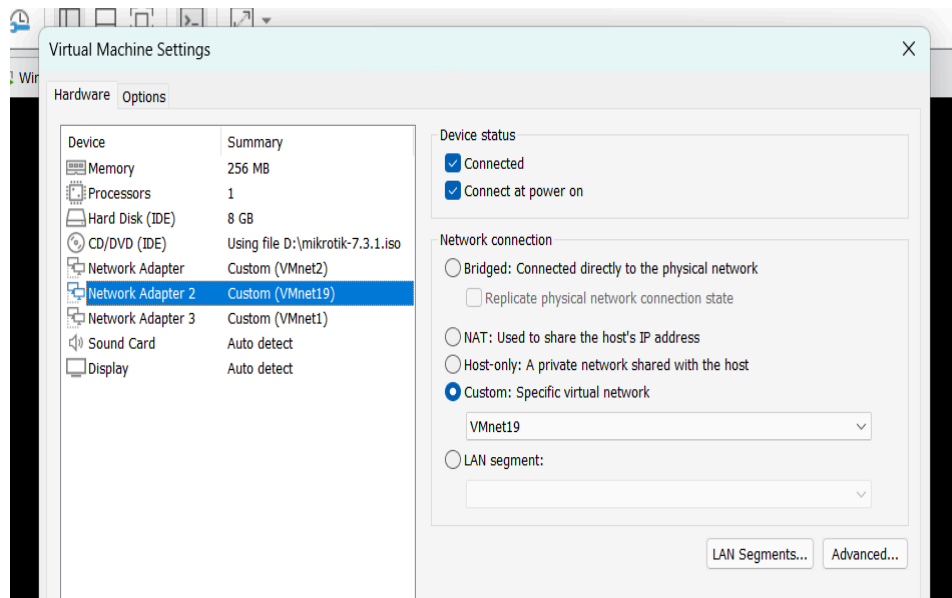 Virtual Machine Settings
Wir
Hardware Options
Device Summary
Memory 256 MB
Processors 1
Hard Disk (IDE) 8 GB
CD/DVD (IDE) Using file D:\mikrotik-7.3.1.iso
Network Adapter Custom (VMnet2)
Network Adapter 2 Custom (VMnet19)
Network Adapter 3 Custom (VMnet1)
Sound Card Auto detect
Display Auto detect
Device status
Connected
Connect at power on
Network connection
Bridged: Connected directly to the physical network
Replicate physical network connection state
NAT: Used to share the host's IP address
Host-only: A private network shared with the host
Custom: Specific virtual network
VMnet19
LAN segment:
LAN Segments... Advanced...